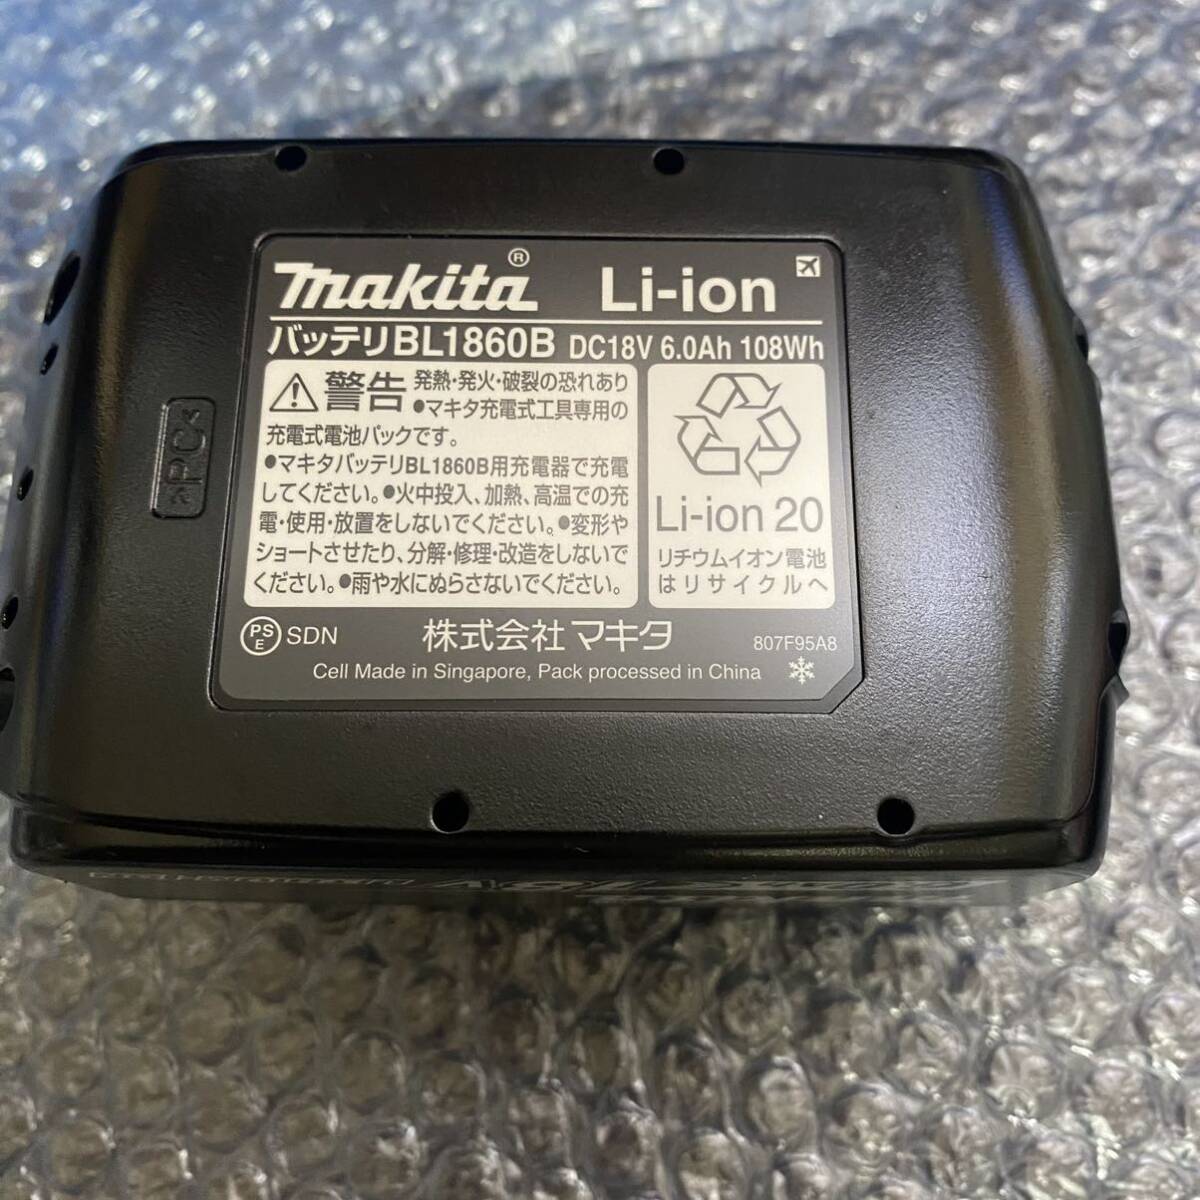 makita® Li-ion
バッテリBL1860B DC18V 6.0Ah 108Wh
警告 発熱・発火・破裂の恐れあり
●マキタ充電式工具専用の
充電式電池パックです。
●マキタバッテリBL1860B用充電器で充電
してください。●火中投入、加熱、高温での充
電・使用・放置をしないでください。●変形や
ショートさせたり、分解・修理・改造をしないで
ください。●雨や水にぬらさないでください。
Li-ion 20
リチウムイオン電池
はリサイクルへ
PSE SDN 株式会社マキタ 807F95A8
Cell Made in Singapore, Pack processed in China
>PC<